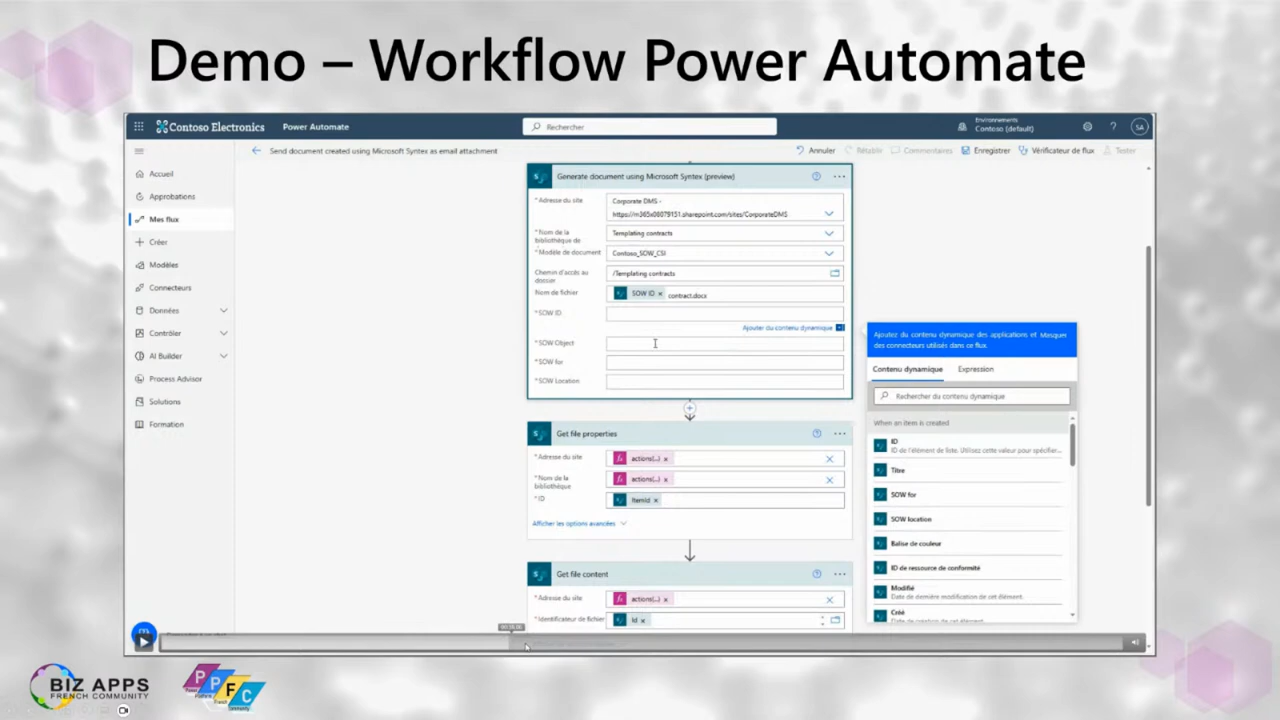 Demo – Workflow Power Automate
Contoso Electronics
Power Automate
Rechercher
Environnements
Contoso (default)
?
SA
Send document created using Microsoft Syntex as email attachment
Annuler
Rétablir
Commentaires
Enregistrer
Vérificateur de flux
Tester
Accueil
Approbations
Mes flux
Créer
Modèles
Connecteurs
Données
Contrôler
AI Builder
Process Advisor
Solutions
Formation
Generate document using Microsoft Syntex (preview)
* Adresse du site
Corporate DMS -
https://m365x08079151.sharepoint.com/sites/CorporateDMS
* Nom de la
bibliothèque de
Templating contracts
* Modèle de document
Contoso_SOW_CSI
Chemin d'accès au
dossier
/Templating contracts
Nom de fichier
SOW ID x contract.docx
* SOW ID
Ajouter du contenu dynamique
* SOW Object
* SOW for
* SOW Location
Get file properties
* Adresse du site
actions(...) x
* Nom de la
bibliothèque
actions(...) x
* ID
ItemId x
Afficher les options avancées
Get file content
* Adresse du site
actions(...) x
* Identificateur de fichier
Id x
Ajoutez du contenu dynamique des applications et
des connecteurs utilisés dans ce flux.
Masquer
Contenu dynamique
Expression
Rechercher du contenu dynamique
When an item is created
ID
ID de l'élément de liste. Utilisez cette valeur pour spécifier...
Titre
SOW for
SOW location
Balise de couleur
ID de ressource de conformité
Modifié
Date de dernière modification de cet élément.
Créé
Date de création de cet élément.
BIZ APPS
FRENCH COMMUNITY
P
P
F
C